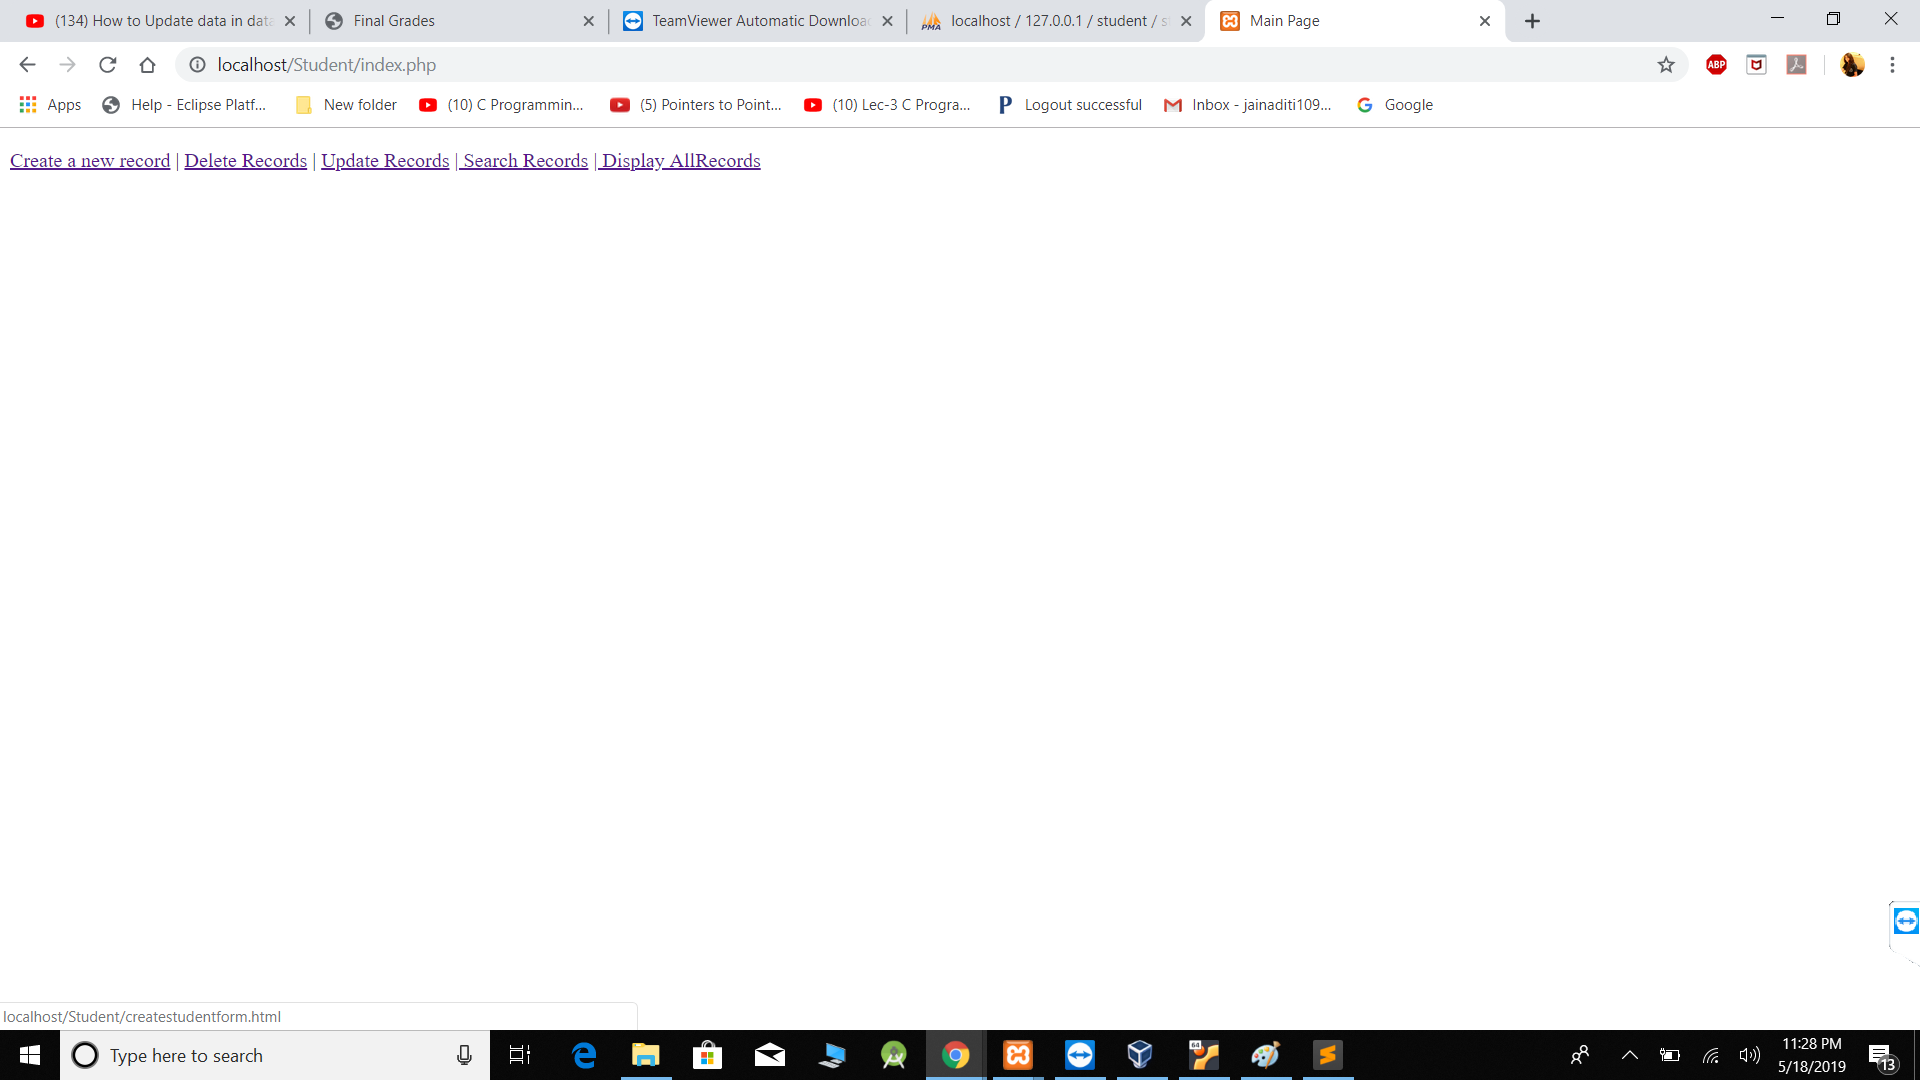 (134) How to Update data in data
Final Grades
TeamViewer Automatic Downloa
localhost / 127.0.0.1 / student / s
Main Page
localhost/Student/index.php
ABP
Apps
Help - Eclipse Platf...
New folder
(10) C Programmin...
(5) Pointers to Point...
(10) Lec-3 C Progra...
Logout successful
Inbox - jainaditi109...
Google
Create a new record | Delete Records | Update Records | Search Records | Display AllRecords
localhost/Student/createstudentform.html
Type here to search
64
11:28 PM
5/18/2019
13